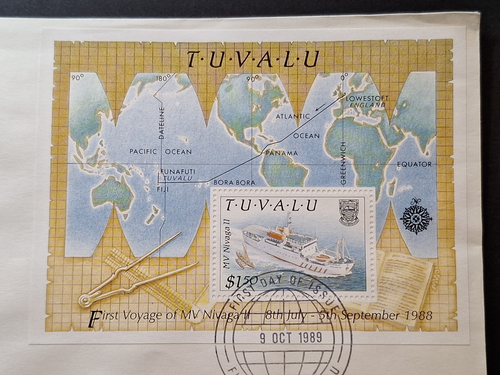 T·U·V·A·L·U
90°
180°
90°
0°
DATELINE
LOWESTOFT
ENGLAND
ATLANTIC
OCEAN
PACIFIC OCEAN
PANAMA
GREENWICH
EQUATOR
FUNAFUTI
TUVALU
FIJI
BORA BORA
T·U·V·A·L·U
MV Nivaga II
$1.50
FIRST DAY OF ISSUE
First Voyage of MV Nivaga II 8th July - 5th September 1988
9 OCT 1989